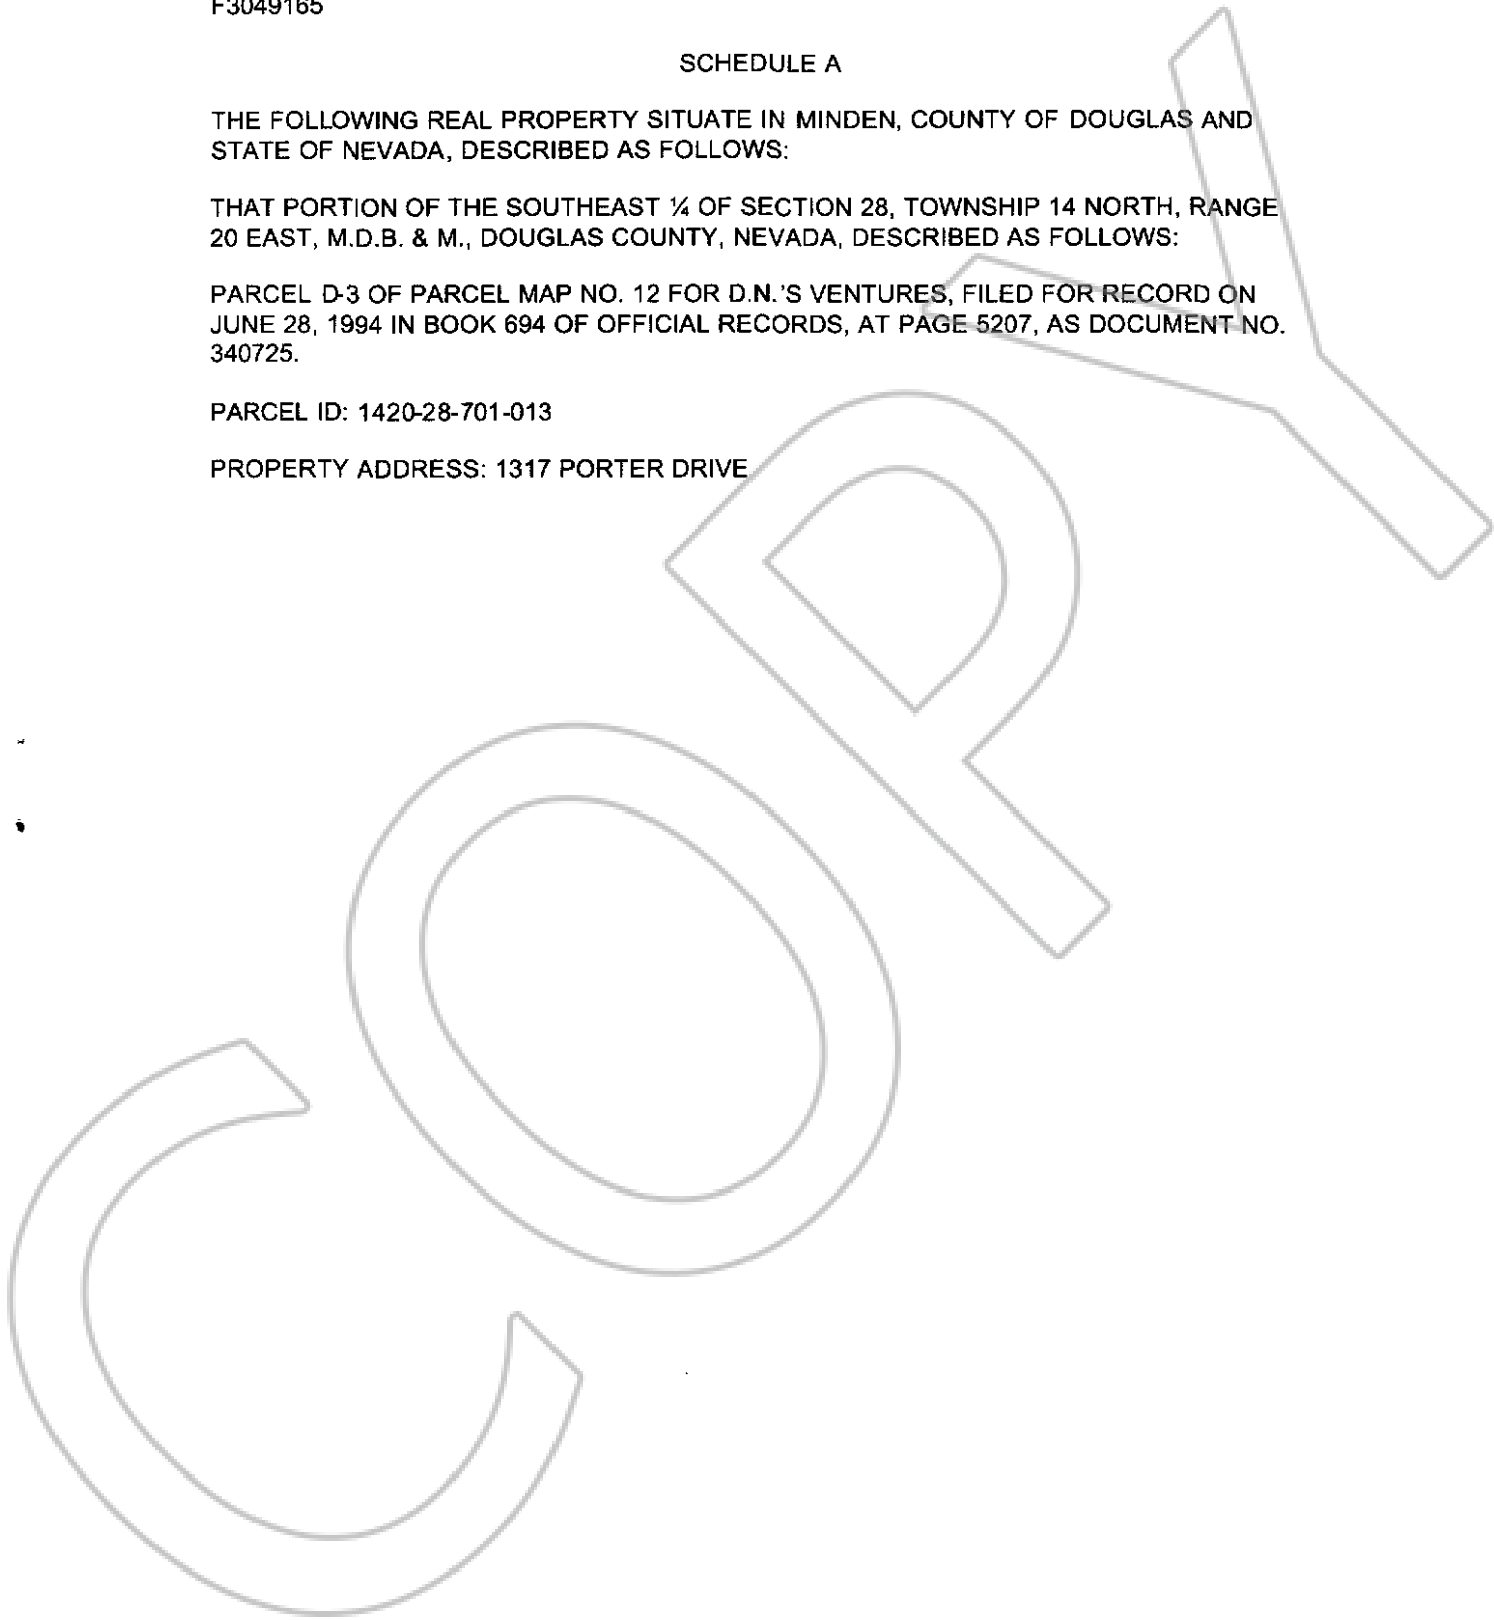 F3049165
SCHEDULE A
THE FOLLOWING REAL PROPERTY SITUATE IN MINDEN, COUNTY OF DOUGLAS AND
STATE OF NEVADA, DESCRIBED AS FOLLOWS:
THAT PORTION OF THE SOUTHEAST ¼ OF SECTION 28, TOWNSHIP 14 NORTH, RANGE
20 EAST, M.D.B. & M., DOUGLAS COUNTY, NEVADA, DESCRIBED AS FOLLOWS:
PARCEL D-3 OF PARCEL MAP NO. 12 FOR D.N.'S VENTURES, FILED FOR RECORD ON
JUNE 28, 1994 IN BOOK 694 OF OFFICIAL RECORDS, AT PAGE 5207, AS DOCUMENT NO.
340725.
PARCEL ID: 1420-28-701-013
PROPERTY ADDRESS: 1317 PORTER DRIVE
COPY